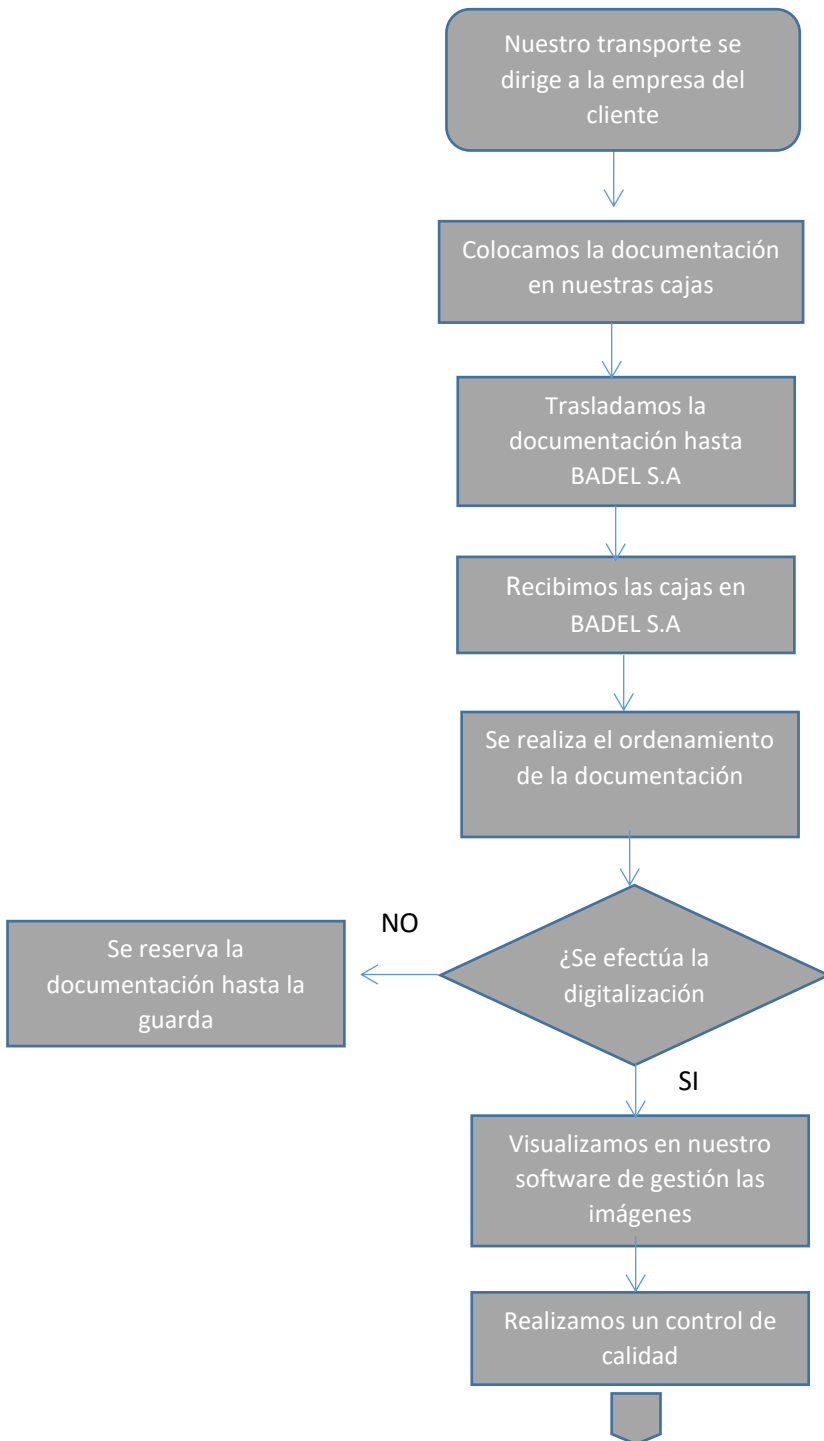 Nuestro transporte se
dirige a la empresa del
cliente
Colocamos la documentación
en nuestras cajas
Trasladamos la
documentación hasta
BADEL S.A
Recibimos las cajas en
BADEL S.A
Se realiza el ordenamiento
de la documentación
NO
Se reserva la
documentación hasta la
guarda
¿Se efectúa la
digitalización
SI
Visualizamos en nuestro
software de gestión las
imágenes
Realizamos un control de
calidad